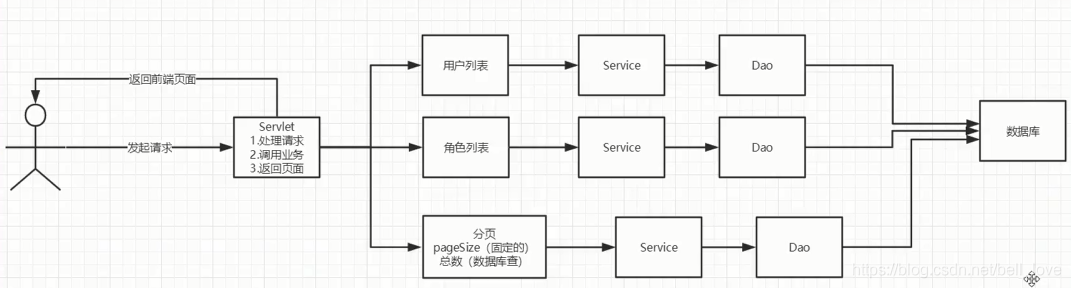 返回前端页面
发起请求
Servlet
1.处理请求
2.调用业务
3.返回页面
用户列表
Service
Dao
角色列表
Service
Dao
分页
pageSize（固定的）
总数（数据库查）
Service
Dao
数据库
https://blog.csdn.net/bell_love